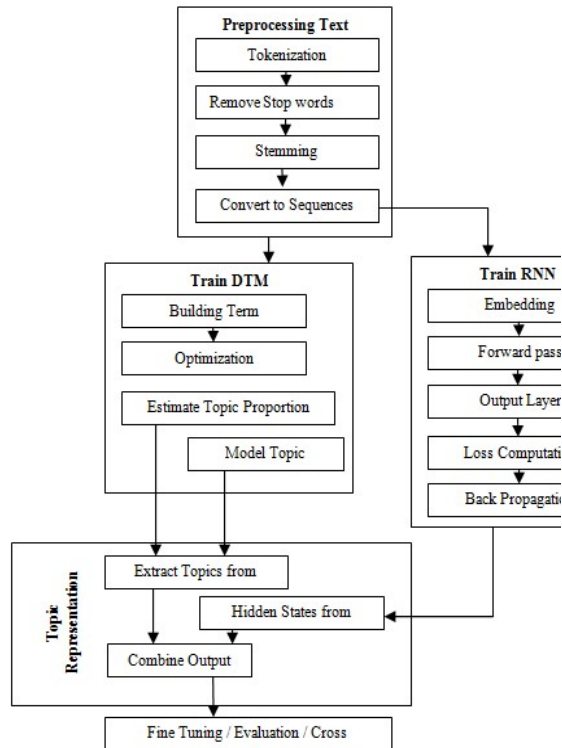 Preprocessing Text
Tokenization
Remove Stop words
Stemming
Convert to Sequences
Train DTM
Building Term
Optimization
Estimate Topic Proportion
Model Topic
Train RNN
Embedding
Forward pass
Output Layer
Loss Computati
Back Propagatio
Topic
Representation
Extract Topics from
Hidden States from
Combine Output
Fine Tuning / Evaluation / Cross